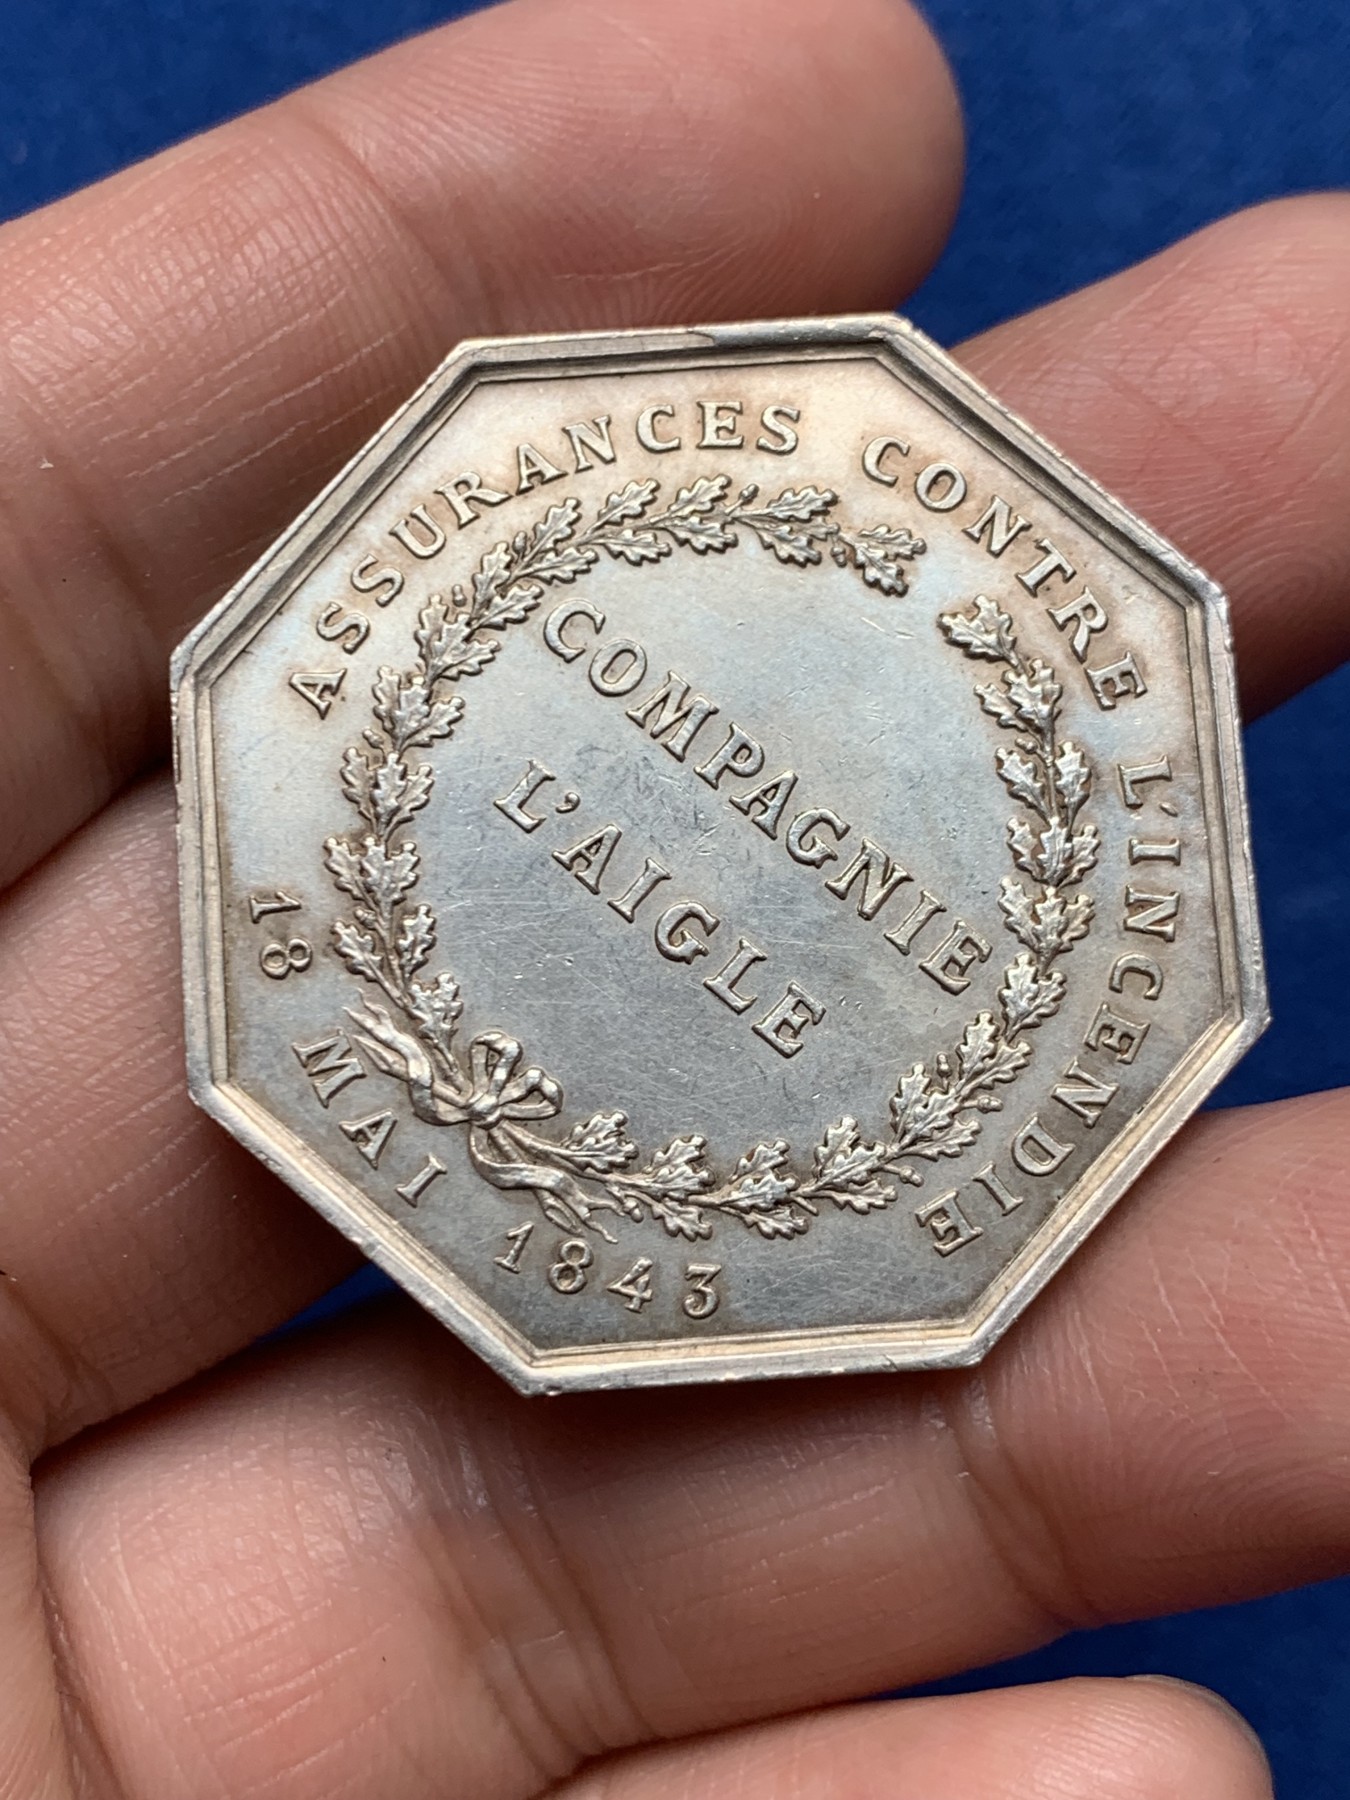 ASSURANCES CONTRE L'INCENDIE
COMPAGNIE
L'AIGLE
18 MAI 1843